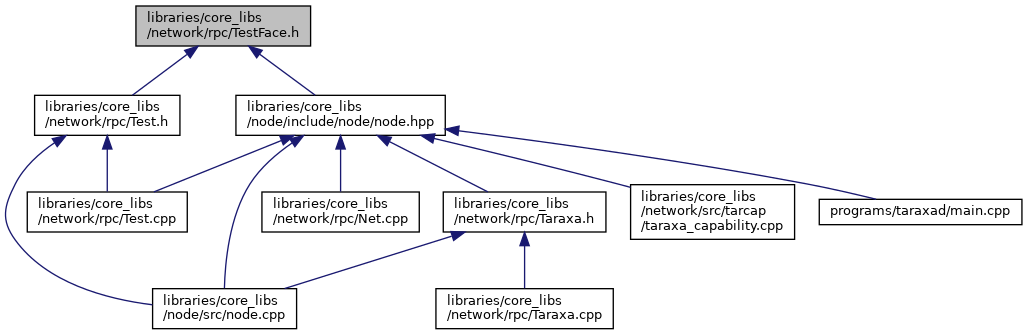 libraries/core_libs
/network/rpc/TestFace.h
libraries/core_libs
/network/rpc/Test.h
libraries/core_libs
/node/include/node/node.hpp
libraries/core_libs
/network/rpc/Test.cpp
libraries/core_libs
/network/rpc/Net.cpp
libraries/core_libs
/network/rpc/Taraxa.h
libraries/core_libs
/network/src/tarcap
/taraxa_capability.cpp
programs/taraxad/main.cpp
libraries/core_libs
/node/src/node.cpp
libraries/core_libs
/network/rpc/Taraxa.cpp